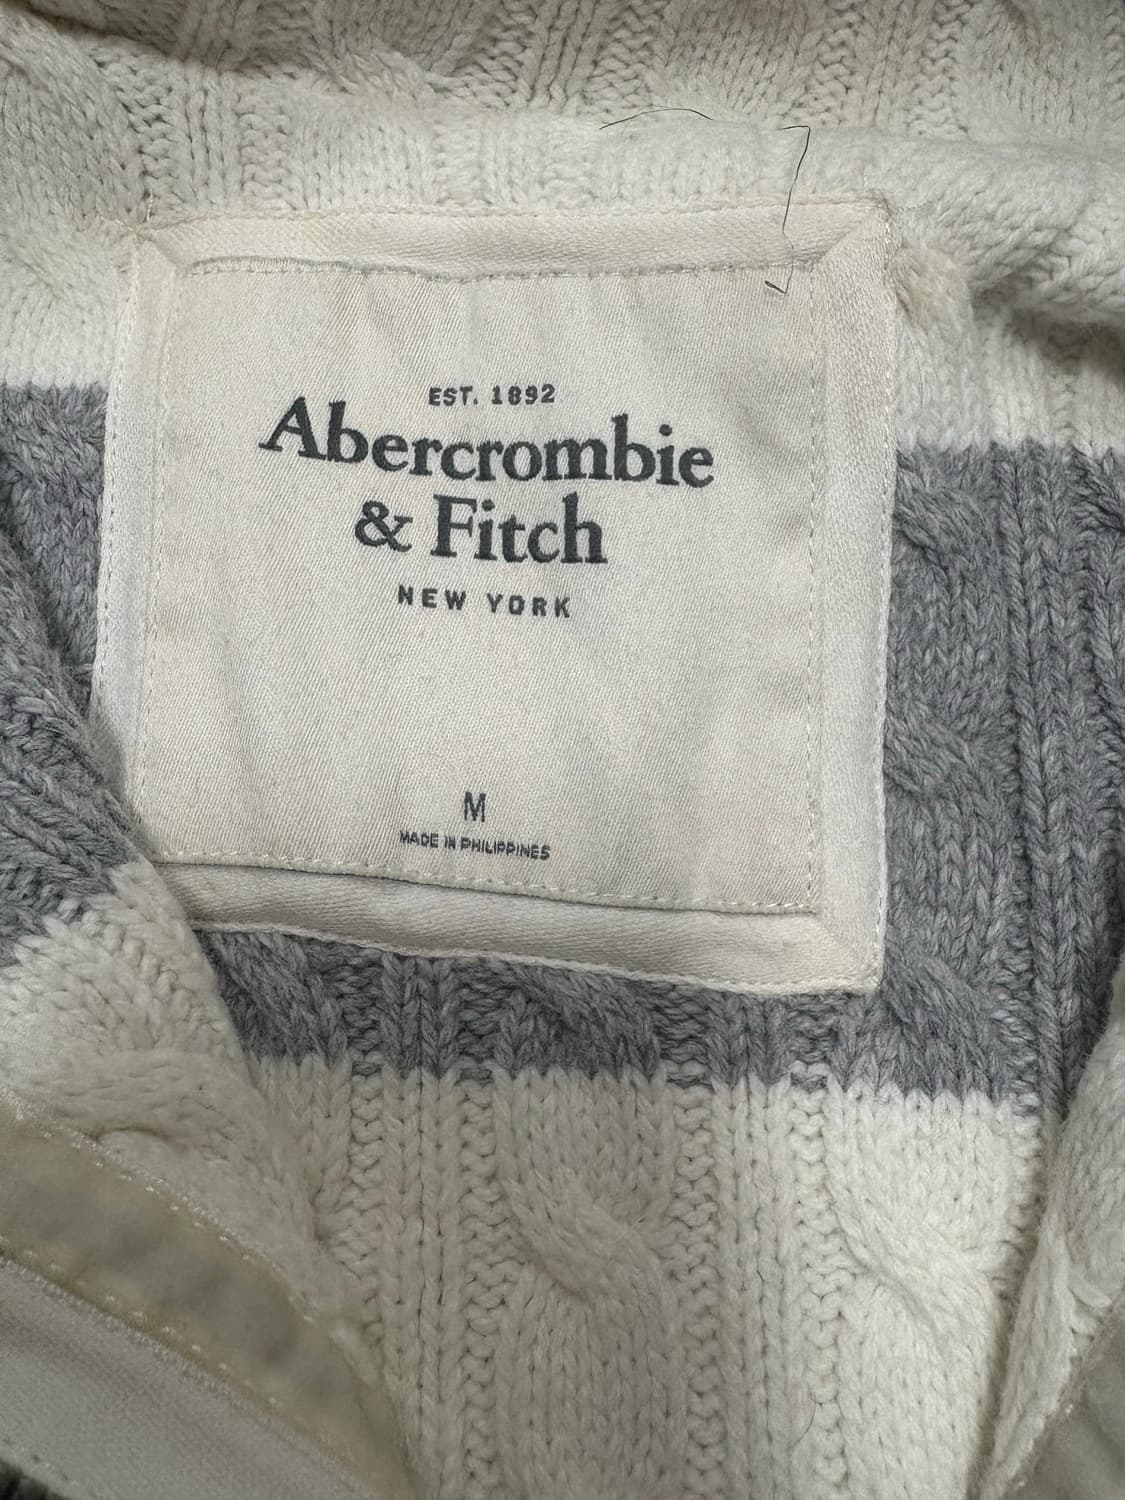 EST. 1892
Abercrombie
& Fitch
NEW YORK
M
MADE IN PHILIPPINES